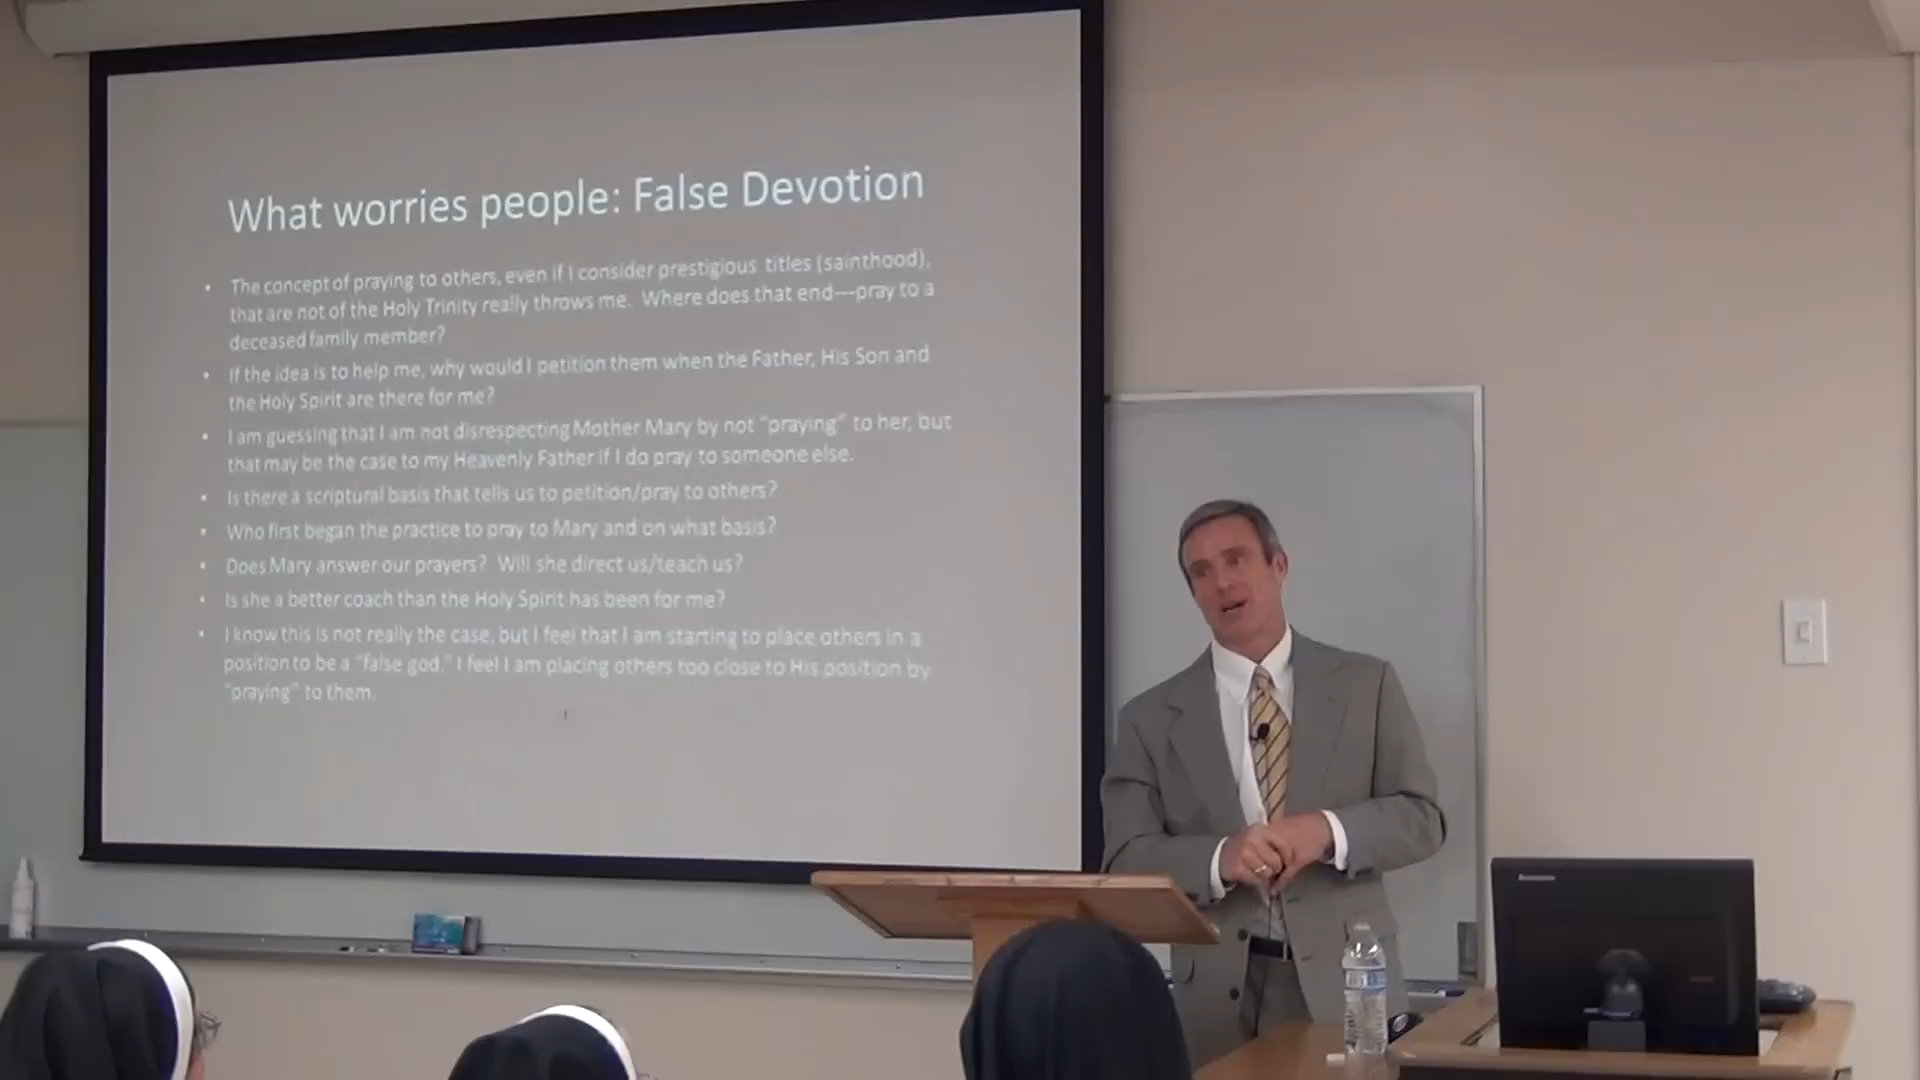 What worries people: False Devotion
• The concept of praying to others, even if I consider prestigious titles (sainthood),
that are not of the Holy Trinity really throws me. Where does that end---pray to a
deceased family member?
• If the idea is to help me, why would I petition them when the Father, His Son and
the Holy Spirit are there for me?
• I am guessing that I am not disrespecting Mother Mary by not "praying" to her, but
that may be the case to my Heavenly Father if I do pray to someone else.
• Is there a scriptural basis that tells us to petition/pray to others?
• Who first began the practice to pray to Mary and on what basis?
• Does Mary answer our prayers? Will she direct us/teach us?
• Is she a better coach than the Holy Spirit has been for me?
• I know this is not really the case, but I feel that I am starting to place others in a
position to be a "false god." I feel I am placing others too close to His position by
"praying" to them.